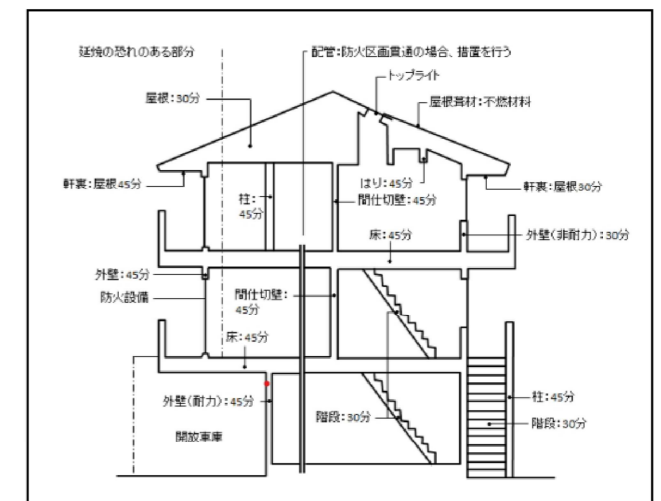 延焼の恐れのある部分
配管：防火区画貫通の場合、措置を行う
トップライト
屋根：30分
屋根葺材：不燃材料
軒裏：屋根45分
柱：
45分
はり：45分
間仕切壁：45分
軒裏：屋根30分
床：45分
外壁（非耐力）：30分
外壁：45分
防火設備
間仕切壁：
45分
床：45分
外壁（耐力）：45分
階段：30分
柱：45分
階段：30分
開放車庫